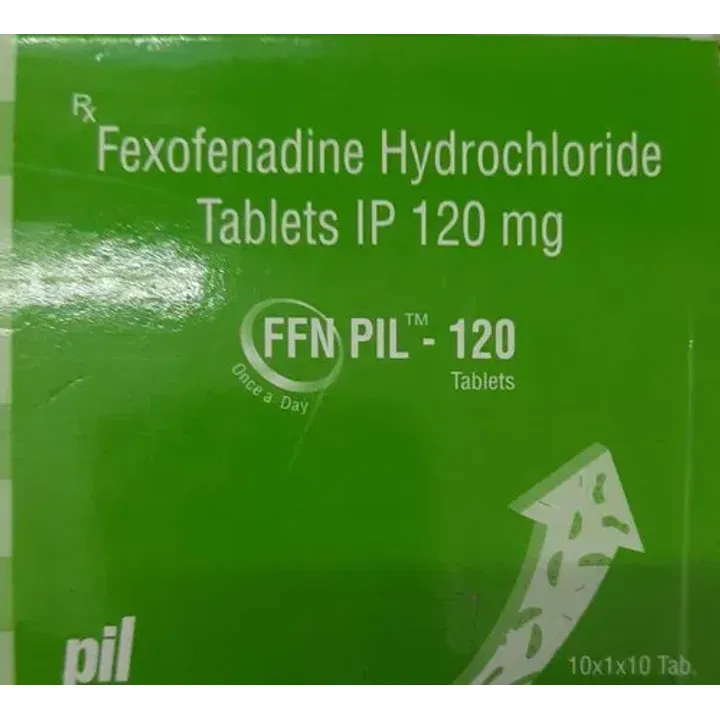 Rx
Fexofenadine Hydrochloride
Tablets IP 120 mg
FFN PIL™- 120
Tablets
Once a Day
pil
10x1x10 Tab.